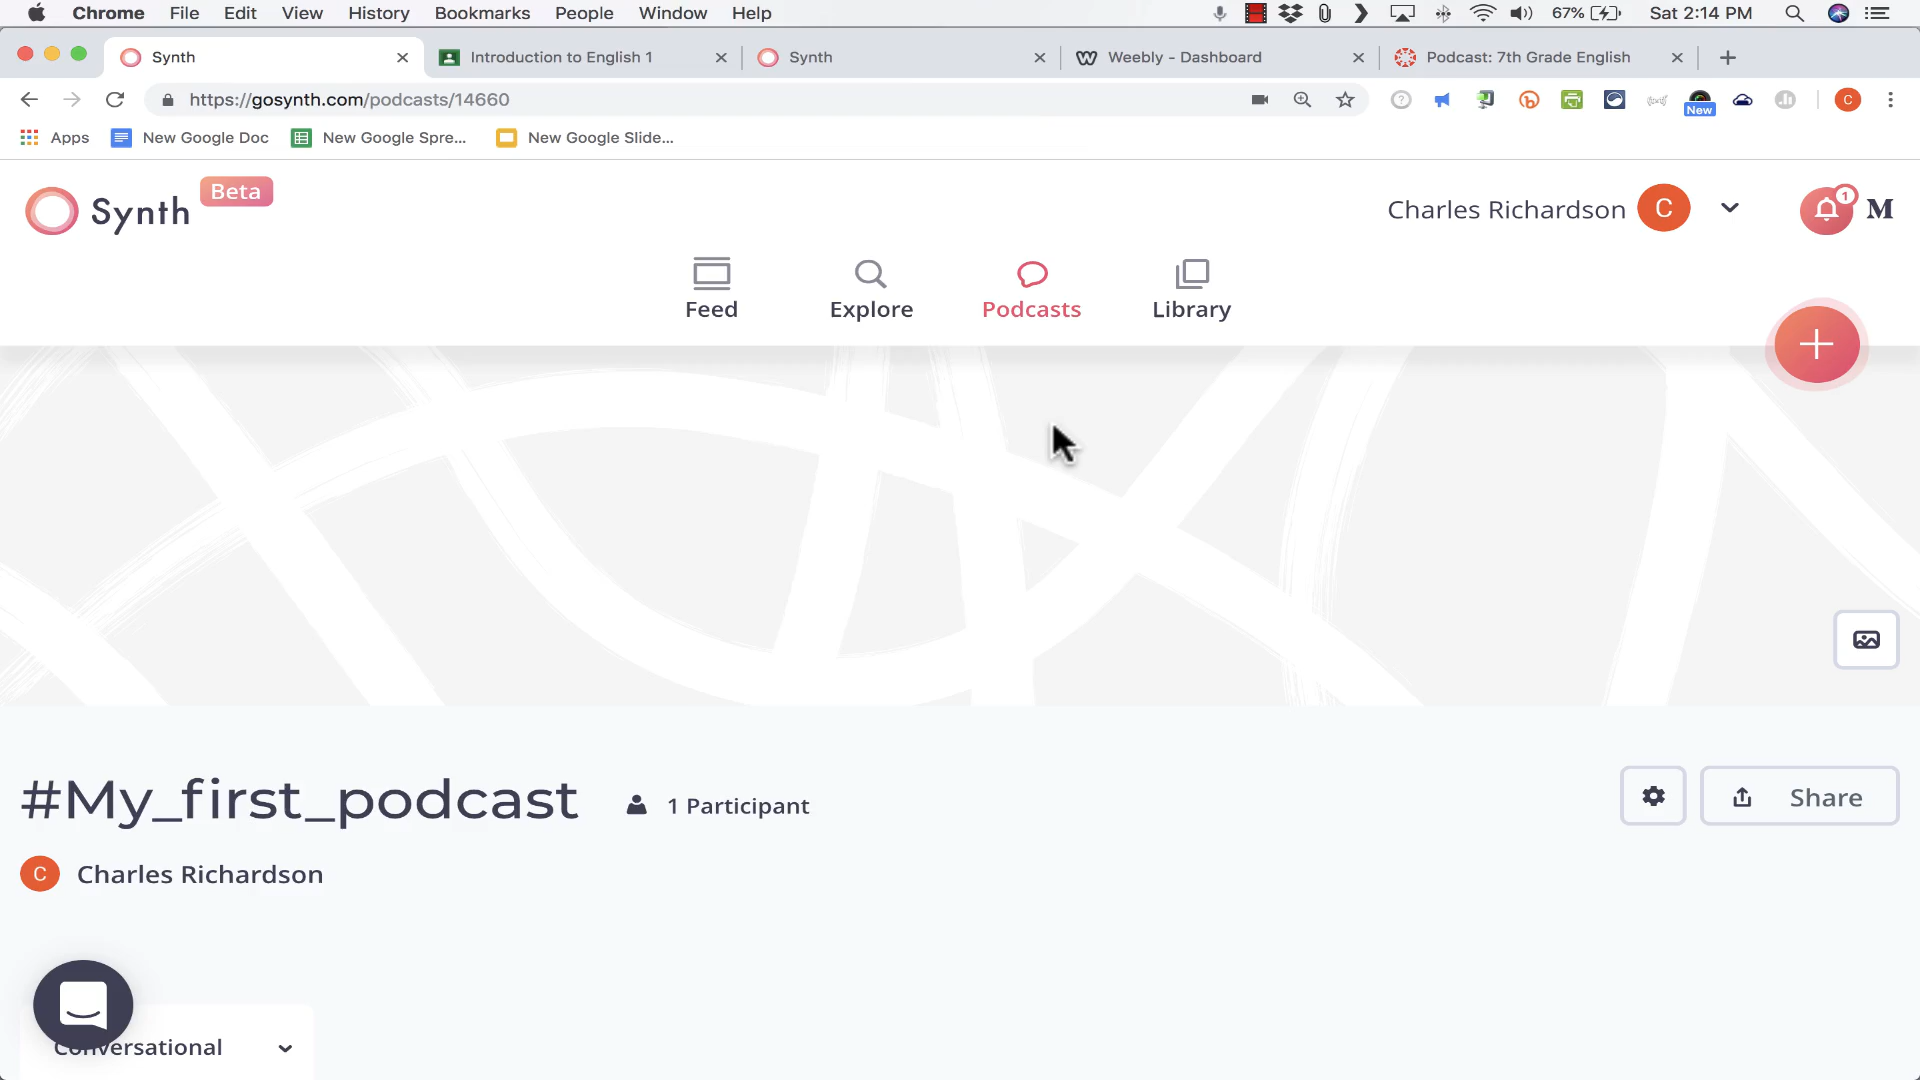 Chrome File Edit View History Bookmarks People Window Help 67% Sat 2:14 PM
Synth Introduction to English 1 Synth Weebly - Dashboard Podcast: 7th Grade English
https://gosynth.com/podcasts/14660 New C
Apps New Google Doc New Google Spre... New Google Slide...
Synth Beta Charles Richardson C 1 M
Feed Explore Podcasts Library
#My_first_podcast 1 Participant Share
C Charles Richardson
Conversational